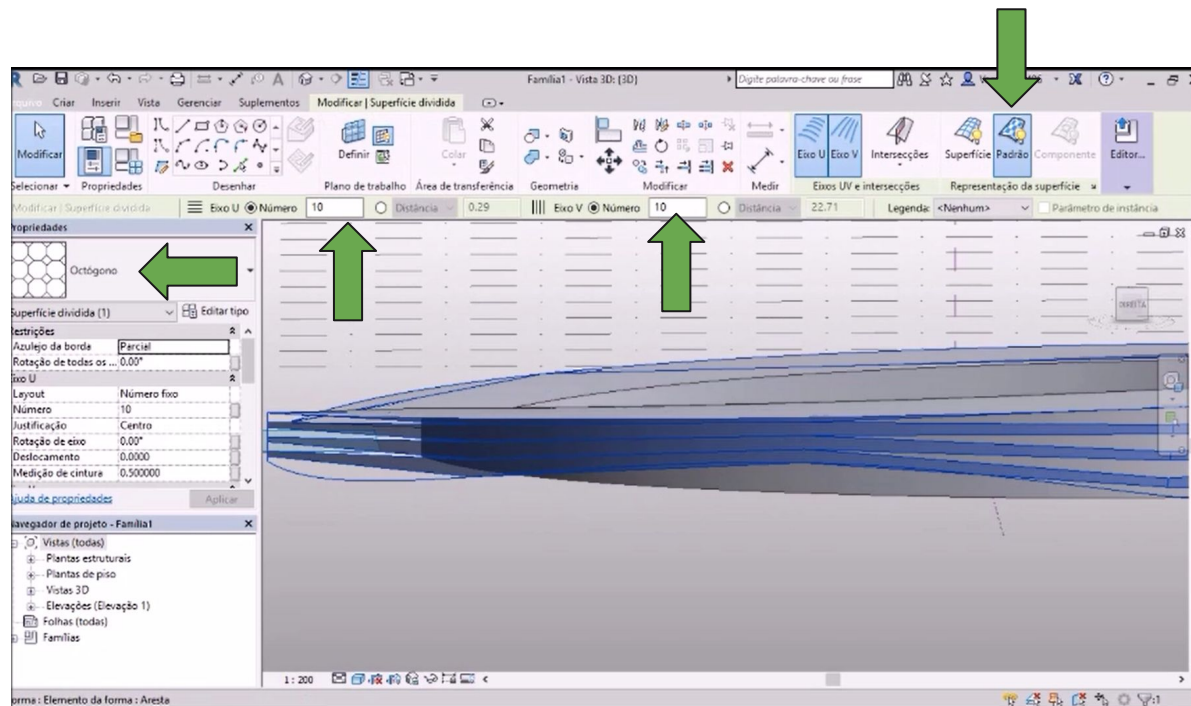 Família1 - Vista 3D: {3D}
Digite palavra-chave ou frase
Criar Inserir Vista Gerenciar Suplementos Modificar | Superfície dividida
Modificar Definir Colar Eixo U Eixo V Intersecções Superfície Padrão Componente Editor...
Selecionar Propriedades Desenhar Plano de trabalho Área de transferência Geometria Modificar Medir Eixos UV e intersecções Representação da superfície
Modificar | Superfície dividida Eixo U Número 10 Distância 0.29 Eixo V Número 10 Distância 22.71 Legenda: <Nenhum> Parâmetro de instância
Propriedades
Octógono
Superfície dividida (1) Editar tipo
Restrições
Azulejo da borda Parcial
Rotação de todas os ... 0.00°
Eixo U
Layout Número fixo
Número 10
Justificação Centro
Rotação de eixo 0.00°
Deslocamento 0.0000
Medição de cintura 0.500000
Ajuda de propriedades Aplicar
Navegador de projeto - Família1
Vistas (todas)
Plantas estruturais
Plantas de piso
Vistas 3D
Elevações (Elevação 1)
Folhas (todas)
Famílias
DIREITA
1 : 200
orma : Elemento da forma : Aresta
:1